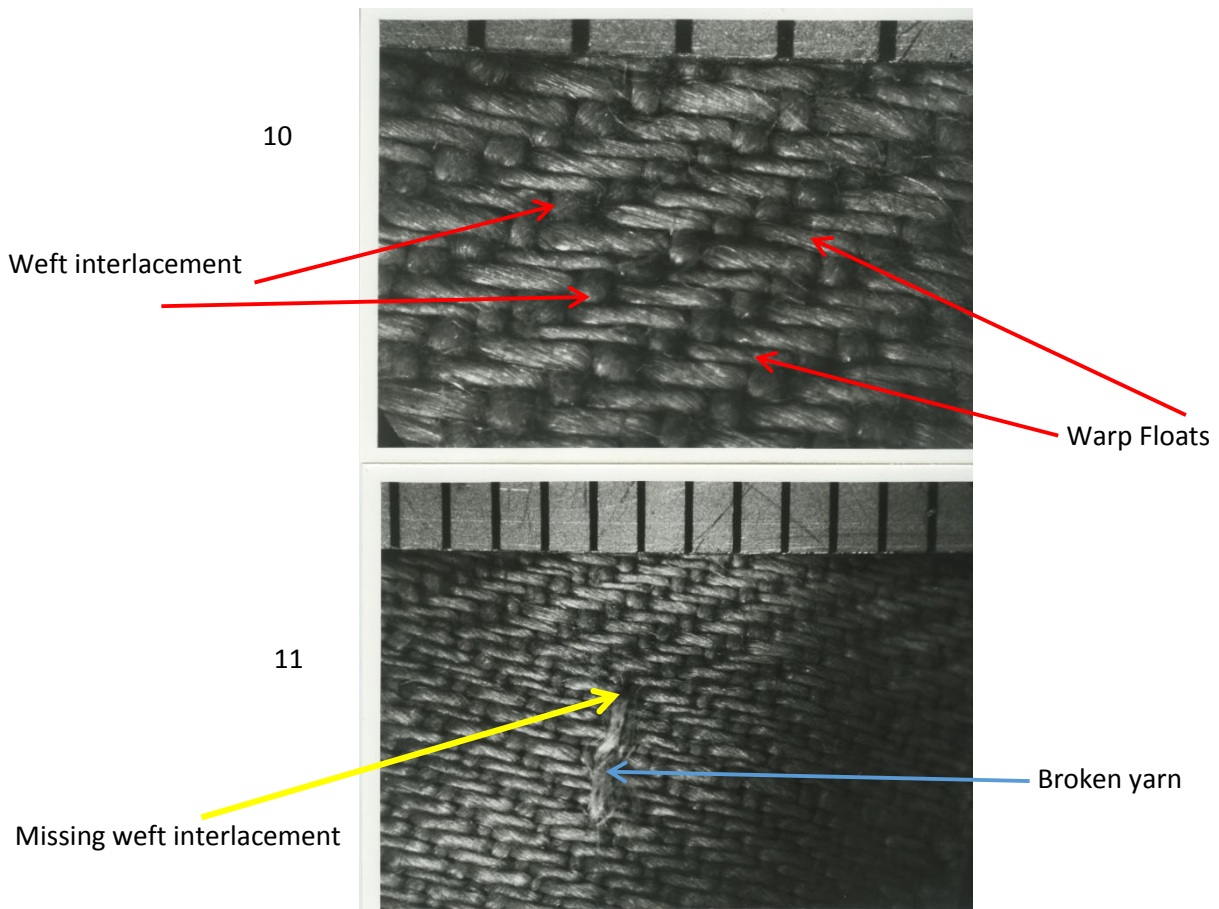 10
Weft interlacement
Warp Floats
11
Broken yarn
Missing weft interlacement